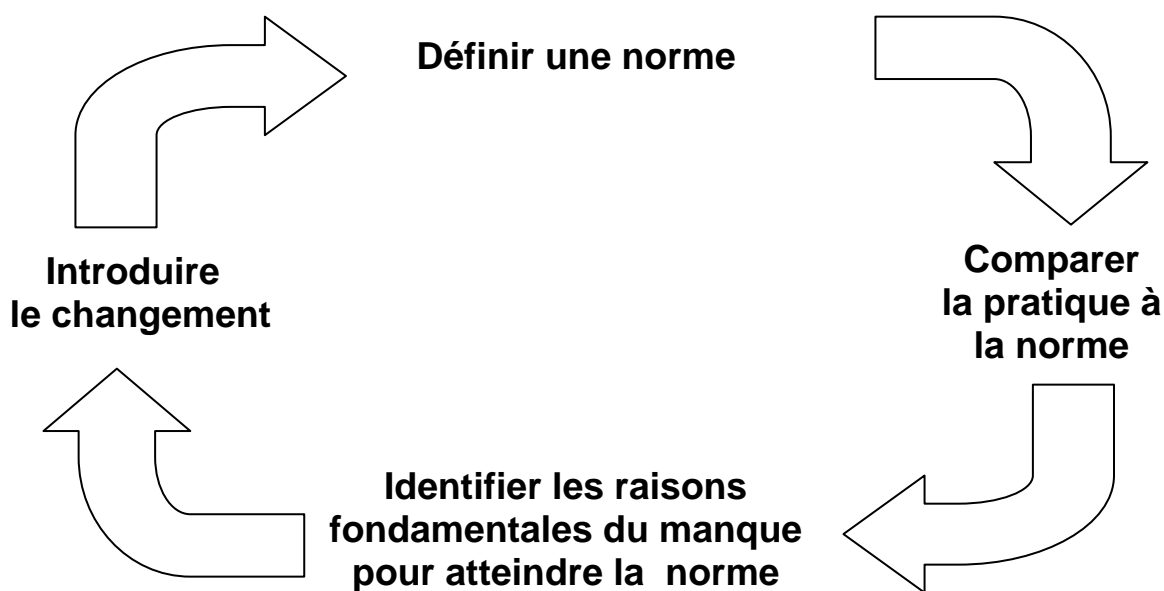 Définir une norme
Comparer
la pratique à
la norme
Identifier les raisons
fondamentales du manque
pour atteindre la  norme
Introduire
le changement